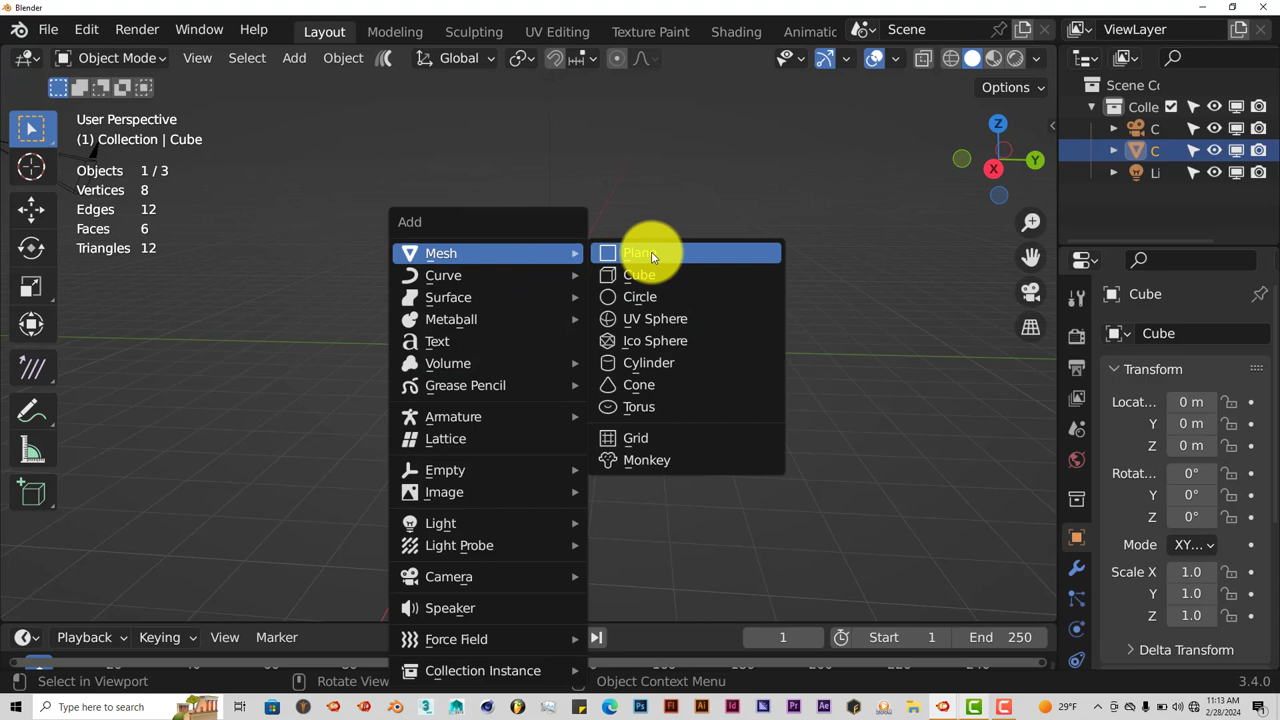 Blender
File Edit Render Window Help Layout Modeling Sculpting UV Editing Texture Paint Shading Animation Scene ViewLayer
Object Mode View Select Add Object Global
Options
User Perspective
(1) Collection | Cube
Objects 1 / 3
Vertices 8
Edges 12
Faces 6
Triangles 12
Z
Y
X
Add
Mesh
Curve
Surface
Metaball
Text
Volume
Grease Pencil
Armature
Lattice
Empty
Image
Light
Light Probe
Camera
Speaker
Force Field
Collection Instance
Plane
Cube
Circle
UV Sphere
Ico Sphere
Cylinder
Cone
Torus
Grid
Monkey
Scene Co
Colle
C
C
Li
Cube
Cube
Transform
Locat... 0 m
Y 0 m
Z 0 m
Rotat... 0°
Y 0°
Z 0°
Mode XY...
Scale X 1.0
Y 1.0
Z 1.0
Delta Transform
Playback Keying View Marker 1 Start 1 End 250
Select in Viewport Rotate View Object Context Menu 3.4.0
Type here to search
29°F
11:13 AM
2/28/2024